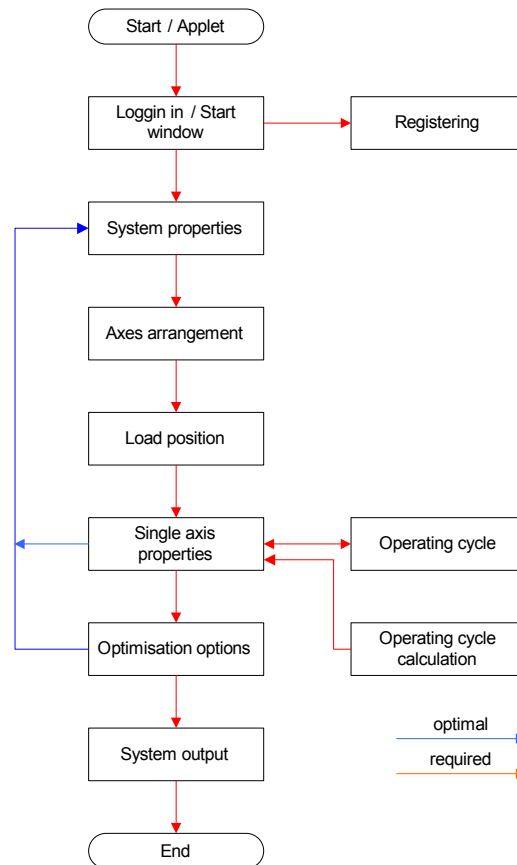 Start / Applet
Loggin in / Start
window
Registering
System properties
Axes arrangement
Load position
Single axis
properties
Operating cycle
Optimisation options
Operating cycle
calculation
optimal
System output
required
End